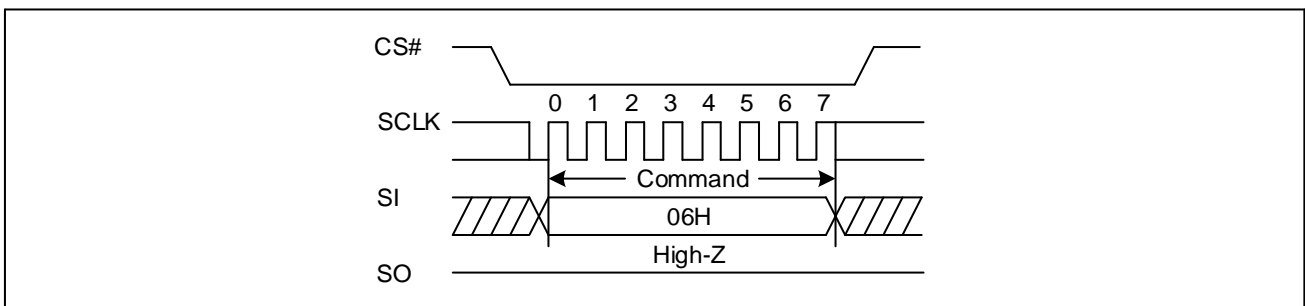 CS#
0 1 2 3 4 5 6 7
SCLK
Command
SI
06H
High-Z
SO